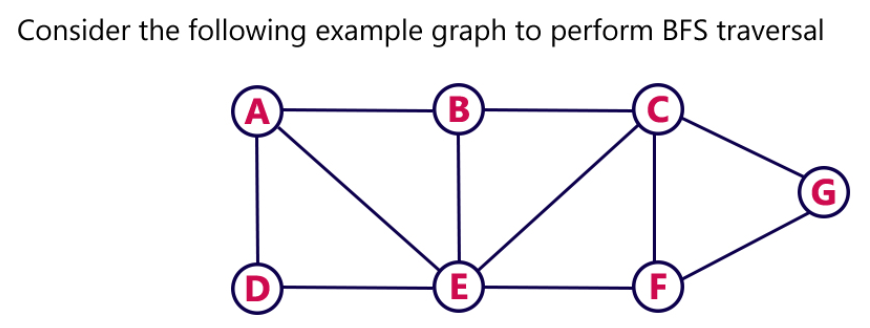 Consider the following example graph to perform BFS traversal
A B C
G
D E F